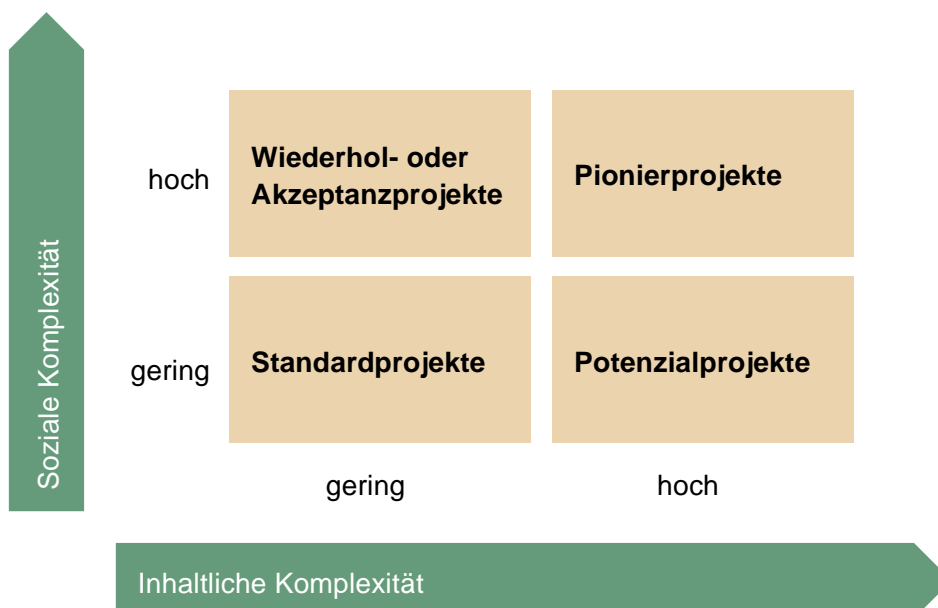 Soziale Komplexität
hoch
Wiederhol- oder
Akzeptanzprojekte
Pionierprojekte
gering
Standardprojekte
Potenzialprojekte
gering
hoch
Inhaltliche Komplexität